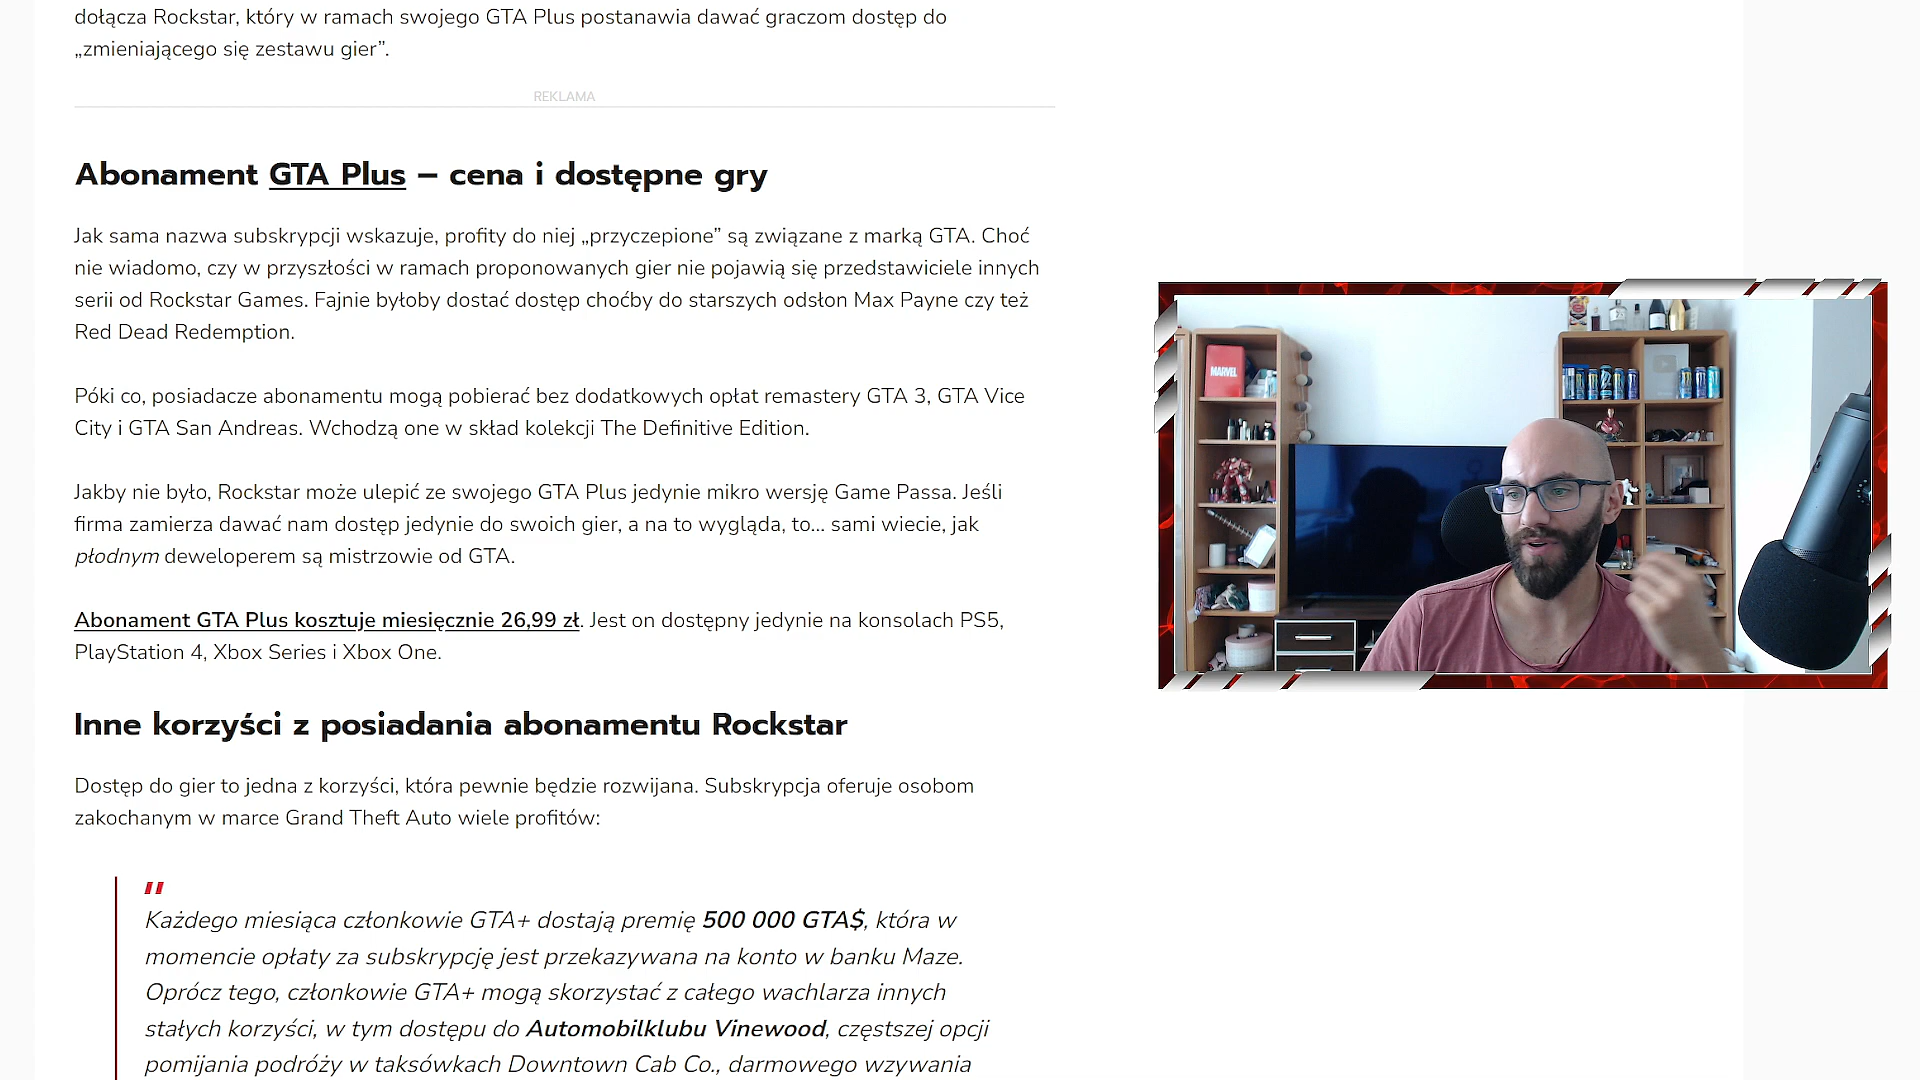 dołącza Rockstar, który w ramach swojego GTA Plus postanawia dawać graczom dostęp do
„zmieniającego się zestawu gier”.
REKLAMA
Abonament GTA Plus – cena i dostępne gry
Jak sama nazwa subskrypcji wskazuje, profity do niej „przyczepione” są związane z marką GTA. Choć
nie wiadomo, czy w przyszłości w ramach proponowanych gier nie pojawią się przedstawiciele innych
serii od Rockstar Games. Fajnie byłoby dostać dostęp choćby do starszych odsłon Max Payne czy też
Red Dead Redemption.
Póki co, posiadacze abonamentu mogą pobierać bez dodatkowych opłat remastery GTA 3, GTA Vice
City i GTA San Andreas. Wchodzą one w skład kolekcji The Definitive Edition.
Jakby nie było, Rockstar może ulepić ze swojego GTA Plus jedynie mikro wersję Game Passa. Jeśli
firma zamierza dawać nam dostęp jedynie do swoich gier, a na to wygląda, to... sami wiecie, jak
płodnym deweloperem są mistrzowie od GTA.
Abonament GTA Plus kosztuje miesięcznie 26,99 zł. Jest on dostępny jedynie na konsolach PS5,
PlayStation 4, Xbox Series i Xbox One.
Inne korzyści z posiadania abonamentu Rockstar
Dostęp do gier to jedna z korzyści, która pewnie będzie rozwijana. Subskrypcja oferuje osobom
zakochanym w marce Grand Theft Auto wiele profitów:
Każdego miesiąca członkowie GTA+ dostają premię 500 000 GTA$, która w
momencie opłaty za subskrypcję jest przekazywana na konto w banku Maze.
Oprócz tego, członkowie GTA+ mogą skorzystać z całego wachlarza innych
stałych korzyści, w tym dostępu do Automobilklubu Vinewood, częstszej opcji
pomijania podróży w taksówkach Downtown Cab Co., darmowego wzywania
MARVEL